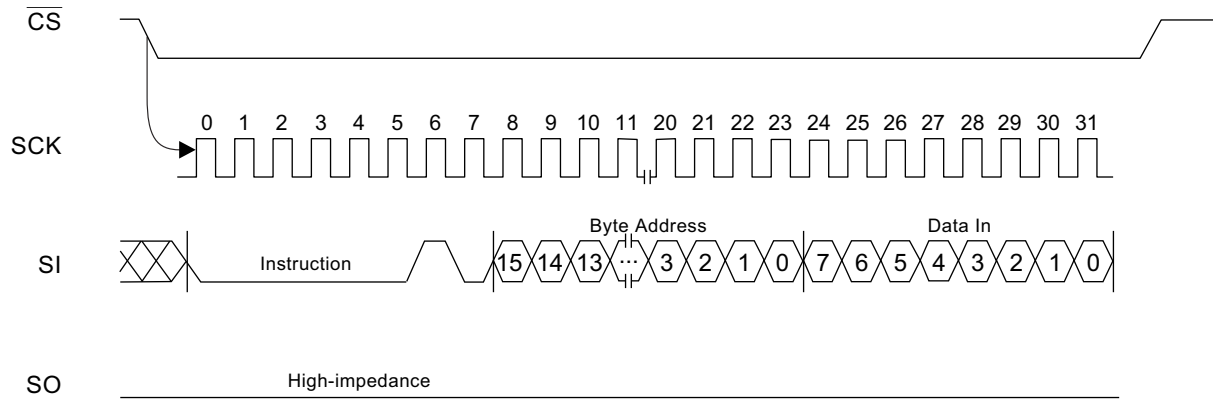 CS
0 1 2 3 4 5 6 7 8 9 10 11 20 21 22 23 24 25 26 27 28 29 30 31
SCK
Byte Address Data In
SI Instruction 15 14 13 ... 3 2 1 0 7 6 5 4 3 2 1 0
High-impedance
SO